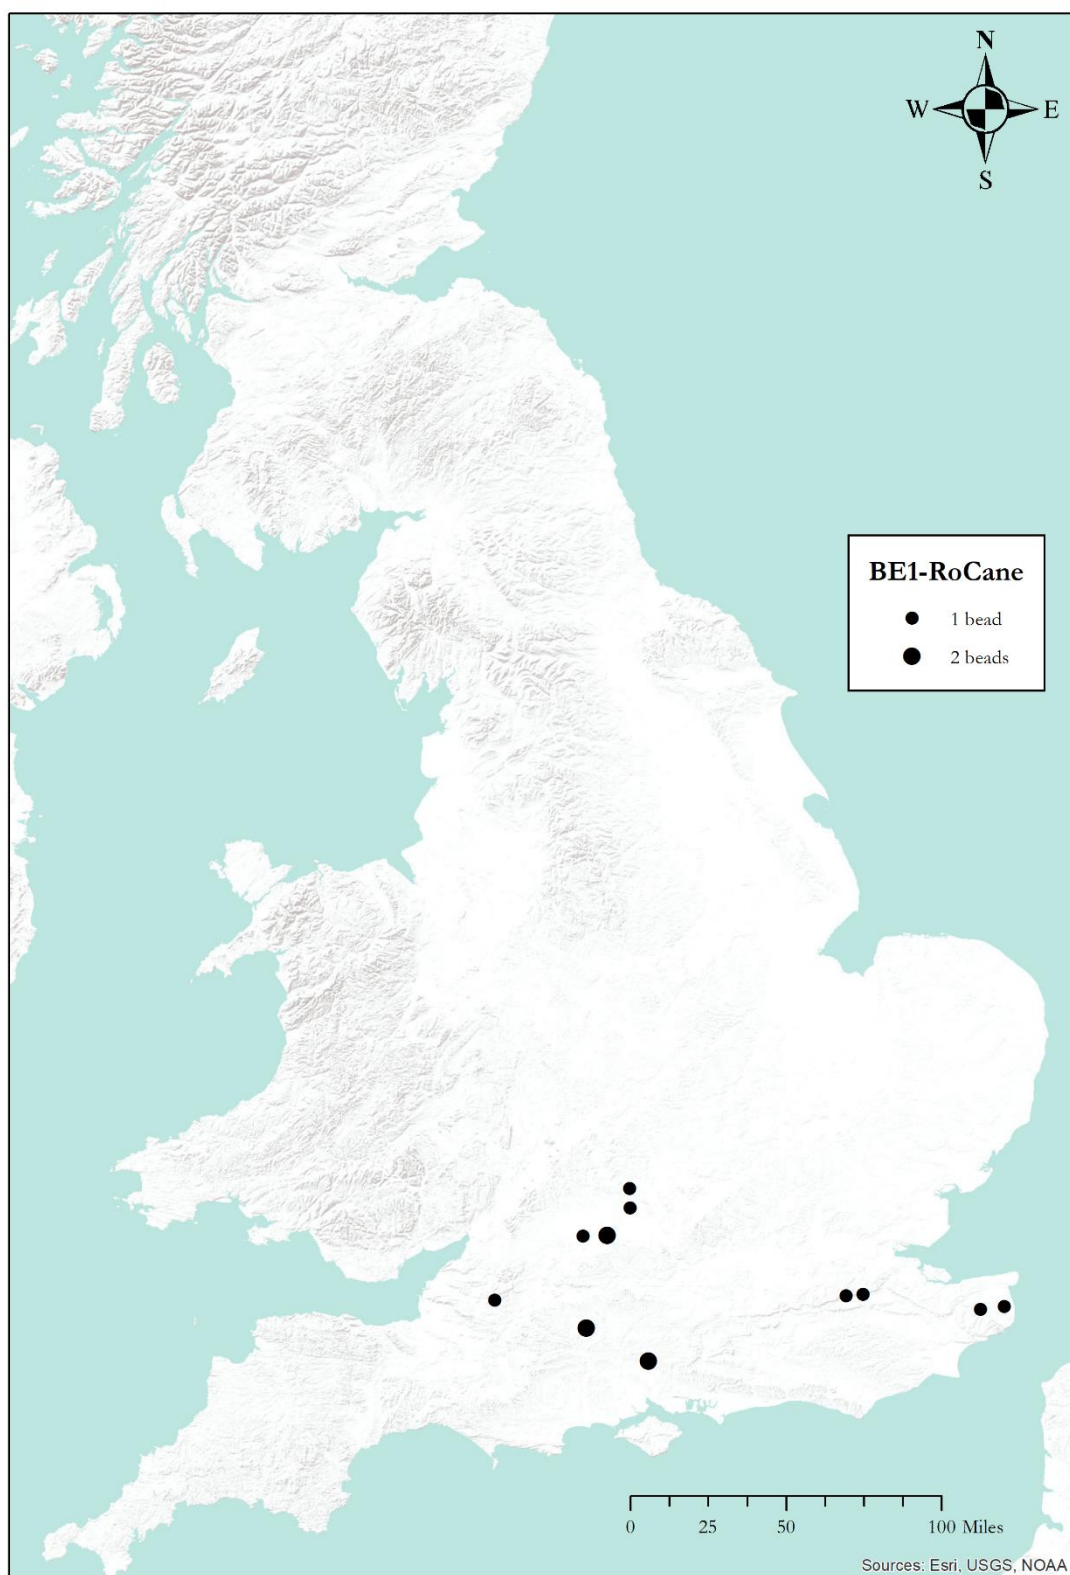 N
W E
S
BE1-RoCane
1 bead
2 beads
0 25 50 100 Miles
Sources: Esri, USGS, NOAA